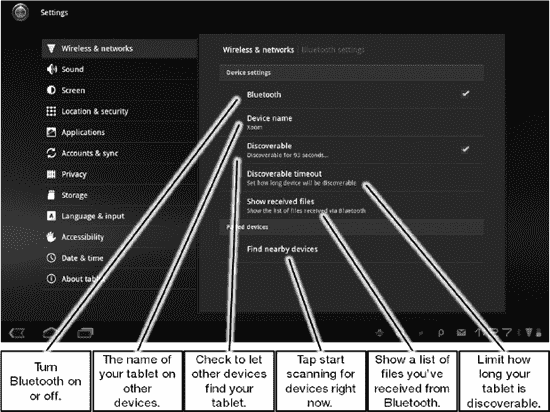 Settings
Wireless & networks
Sound
Screen
Location & security
Applications
Accounts & sync
Privacy
Storage
Language & input
Accessibility
Date & time
About tablet
Wireless & networks | Bluetooth settings
Device settings
Bluetooth
Device name
Xoom
Discoverable
Discoverable for 93 seconds...
Discoverable timeout
Set how long device will be discoverable
Show received files
Show the list of files received via Bluetooth
Paired devices
Find nearby devices
Turn
Bluetooth on
or off.
The name of
your tablet on
other
devices.
Check to let
other devices
find your
tablet.
Tap start
scanning for
devices right
now.
Show a list of
files you've
received from
Bluetooth.
Limit how
long your
tablet is
discoverable.